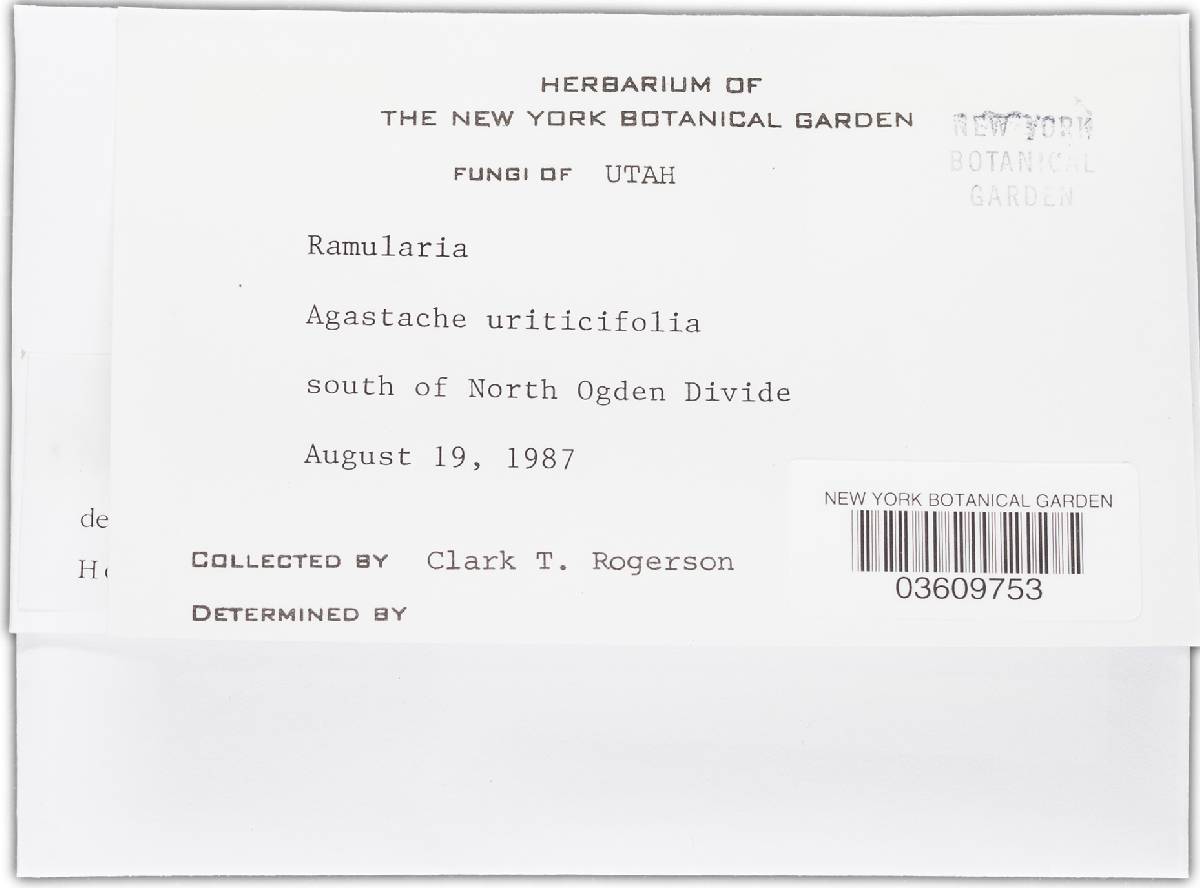 HERBARIUM OF
THE NEW YORK BOTANICAL GARDEN
FUNGI OF UTAH
NEW YORK
BOTANICAL
GARDEN
Ramularia
Agastache uriticifolia
south of North Ogden Divide
August 19, 1987
NEW YORK BOTANICAL GARDEN
03609753
de
COLLECTED BY Clark T. Rogerson
DETERMINED BY